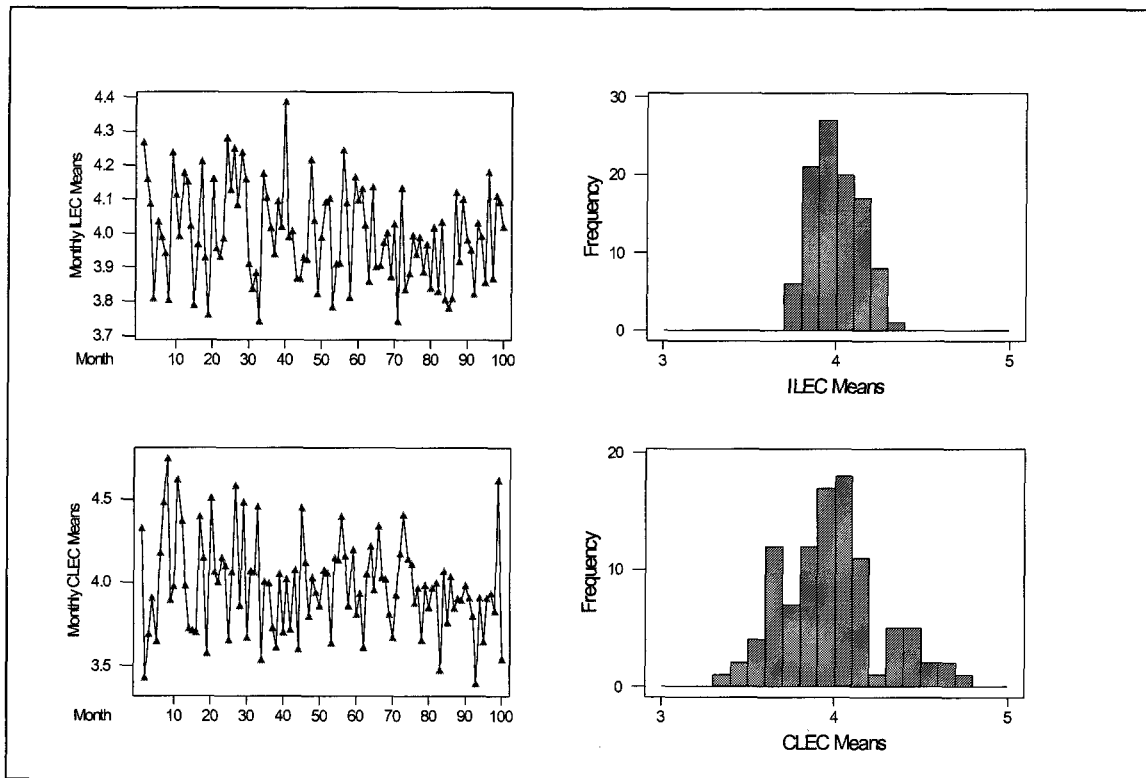 Monthly ILEC Means
4.4
4.3
4.2
4.1
4.0
3.9
3.8
3.7
Month 10 20 30 40 50 60 70 80 90 100
Frequency
30
20
10
0
3 4 5
ILEC Means
Monthly CLEC Means
4.5
4.0
3.5
Month 10 20 30 40 50 60 70 80 90 100
Frequency
20
10
0
3 4 5
CLEC Means